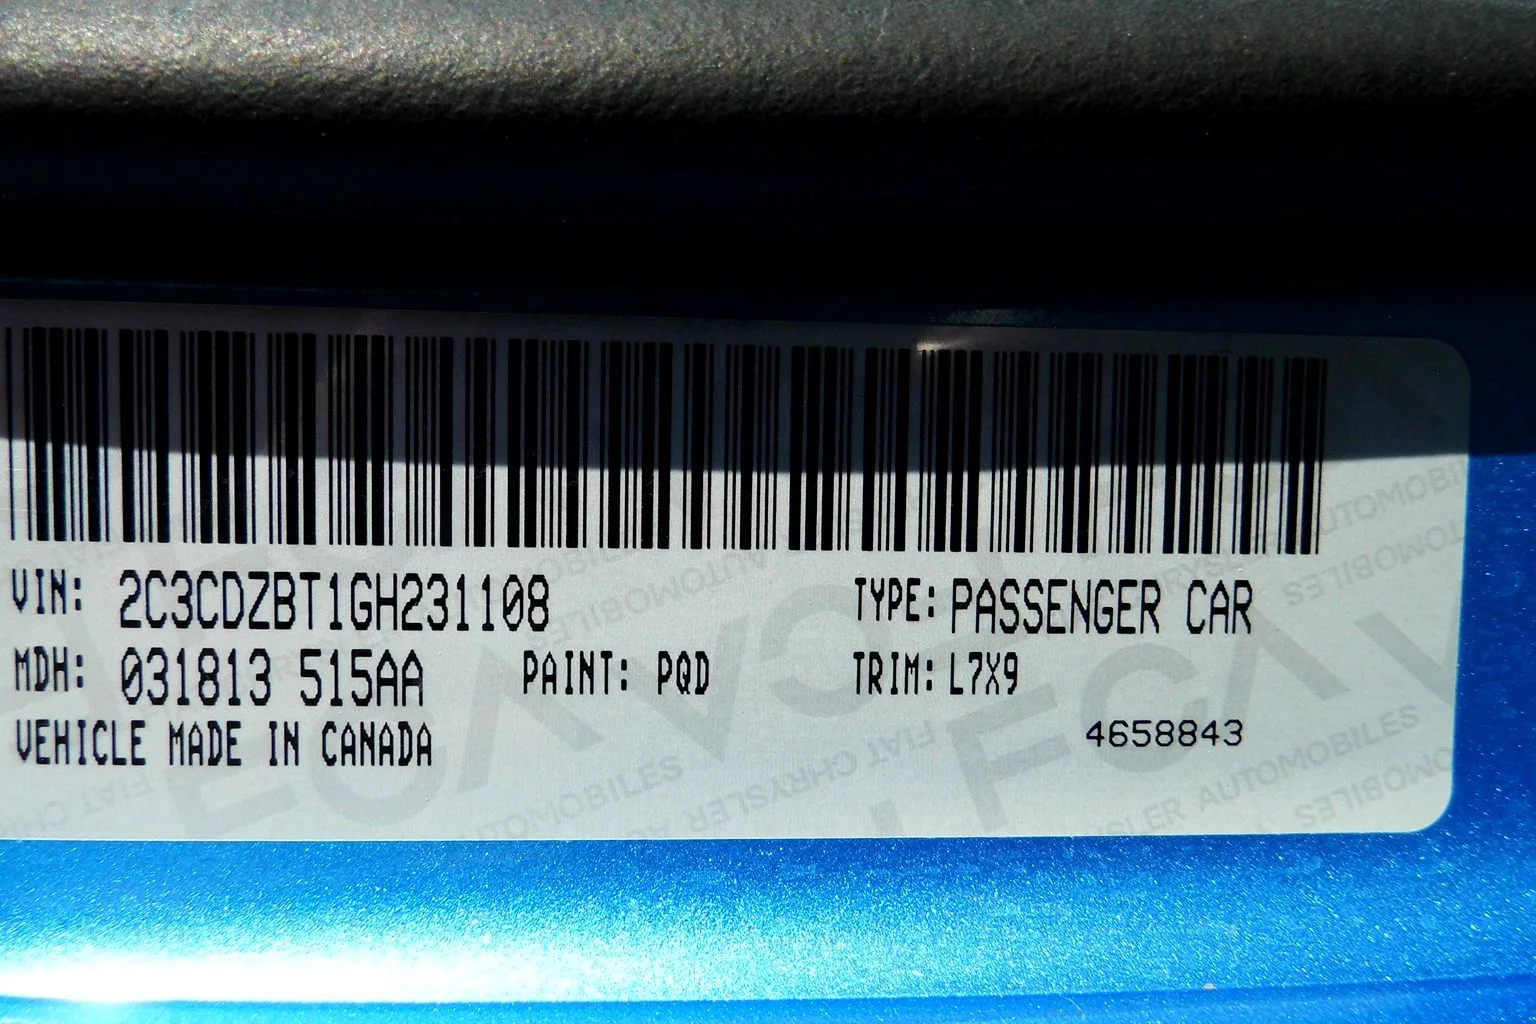 VIN: 2C3CDZBT1GH231108 TYPE: PASSENGER CAR
MDH: 031813 515AA PAINT: PQD TRIM: L7X9
VEHICLE MADE IN CANADA 4658843